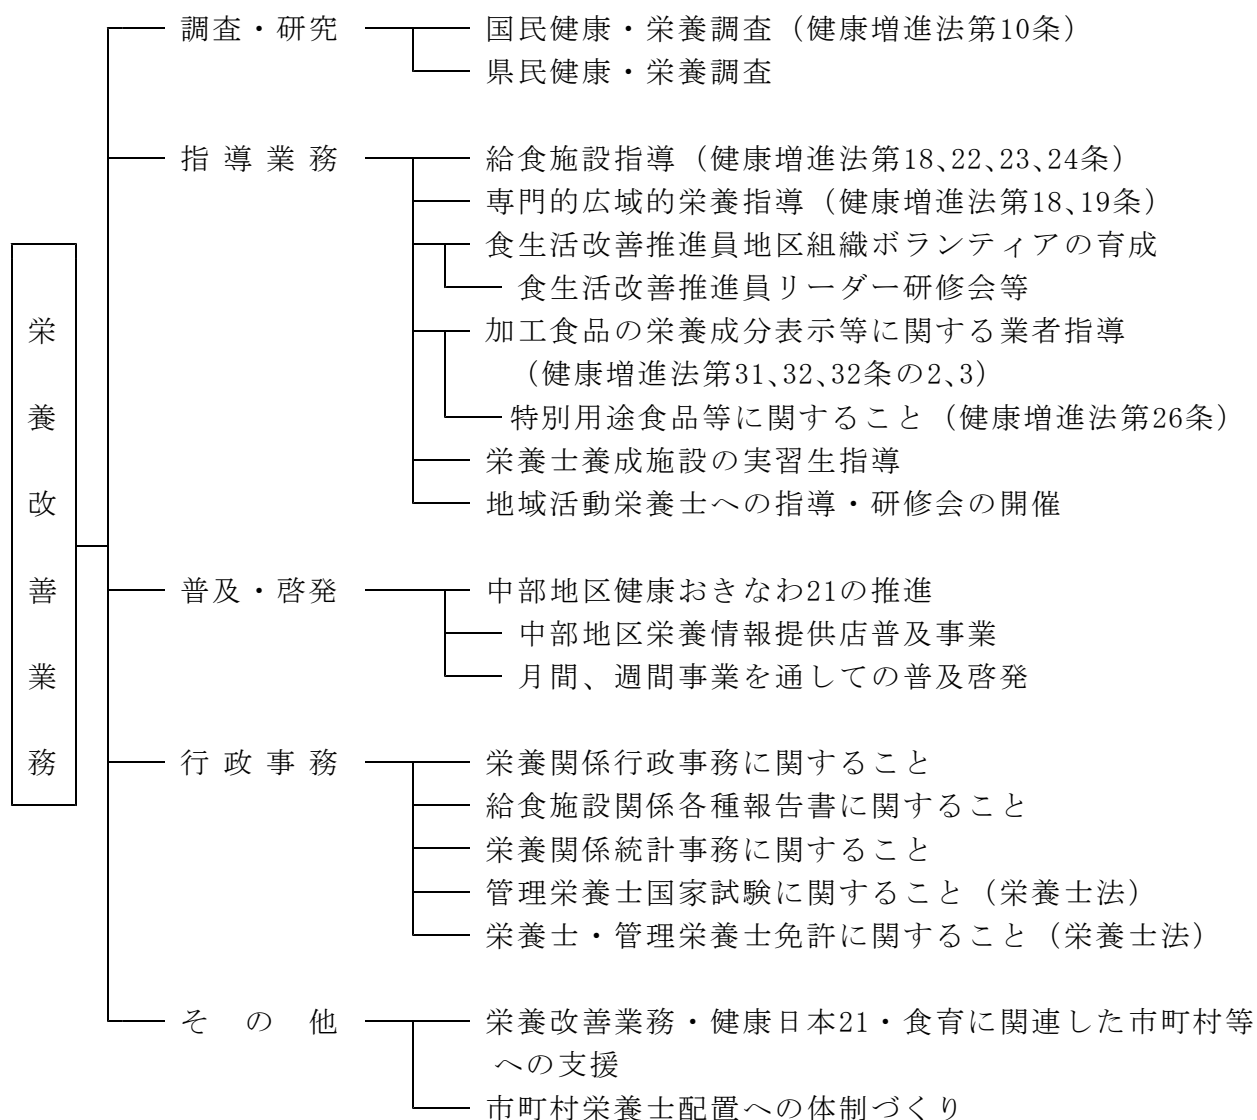 栄養改善業務
調査・研究
国民健康・栄養調査（健康増進法第10条）
県民健康・栄養調査
指導業務
給食施設指導（健康増進法第18、22、23、24条）
専門的広域的栄養指導（健康増進法第18、19条）
食生活改善推進員地区組織ボランティアの育成
食生活改善推進員リーダー研修会等
加工食品の栄養成分表示等に関する業者指導
（健康増進法第31、32、32条の2、3）
特別用途食品等に関すること（健康増進法第26条）
栄養士養成施設の実習生指導
地域活動栄養士への指導・研修会の開催
普及・啓発
中部地区健康おきなわ21の推進
中部地区栄養情報提供店普及事業
月間、週間事業を通しての普及啓発
行政事務
栄養関係行政事務に関すること
給食施設関係各種報告書に関すること
栄養関係統計事務に関すること
管理栄養士国家試験に関すること（栄養士法）
栄養士・管理栄養士免許に関すること（栄養士法）
その他
栄養改善業務・健康日本21・食育に関連した市町村等
への支援
市町村栄養士配置への体制づくり